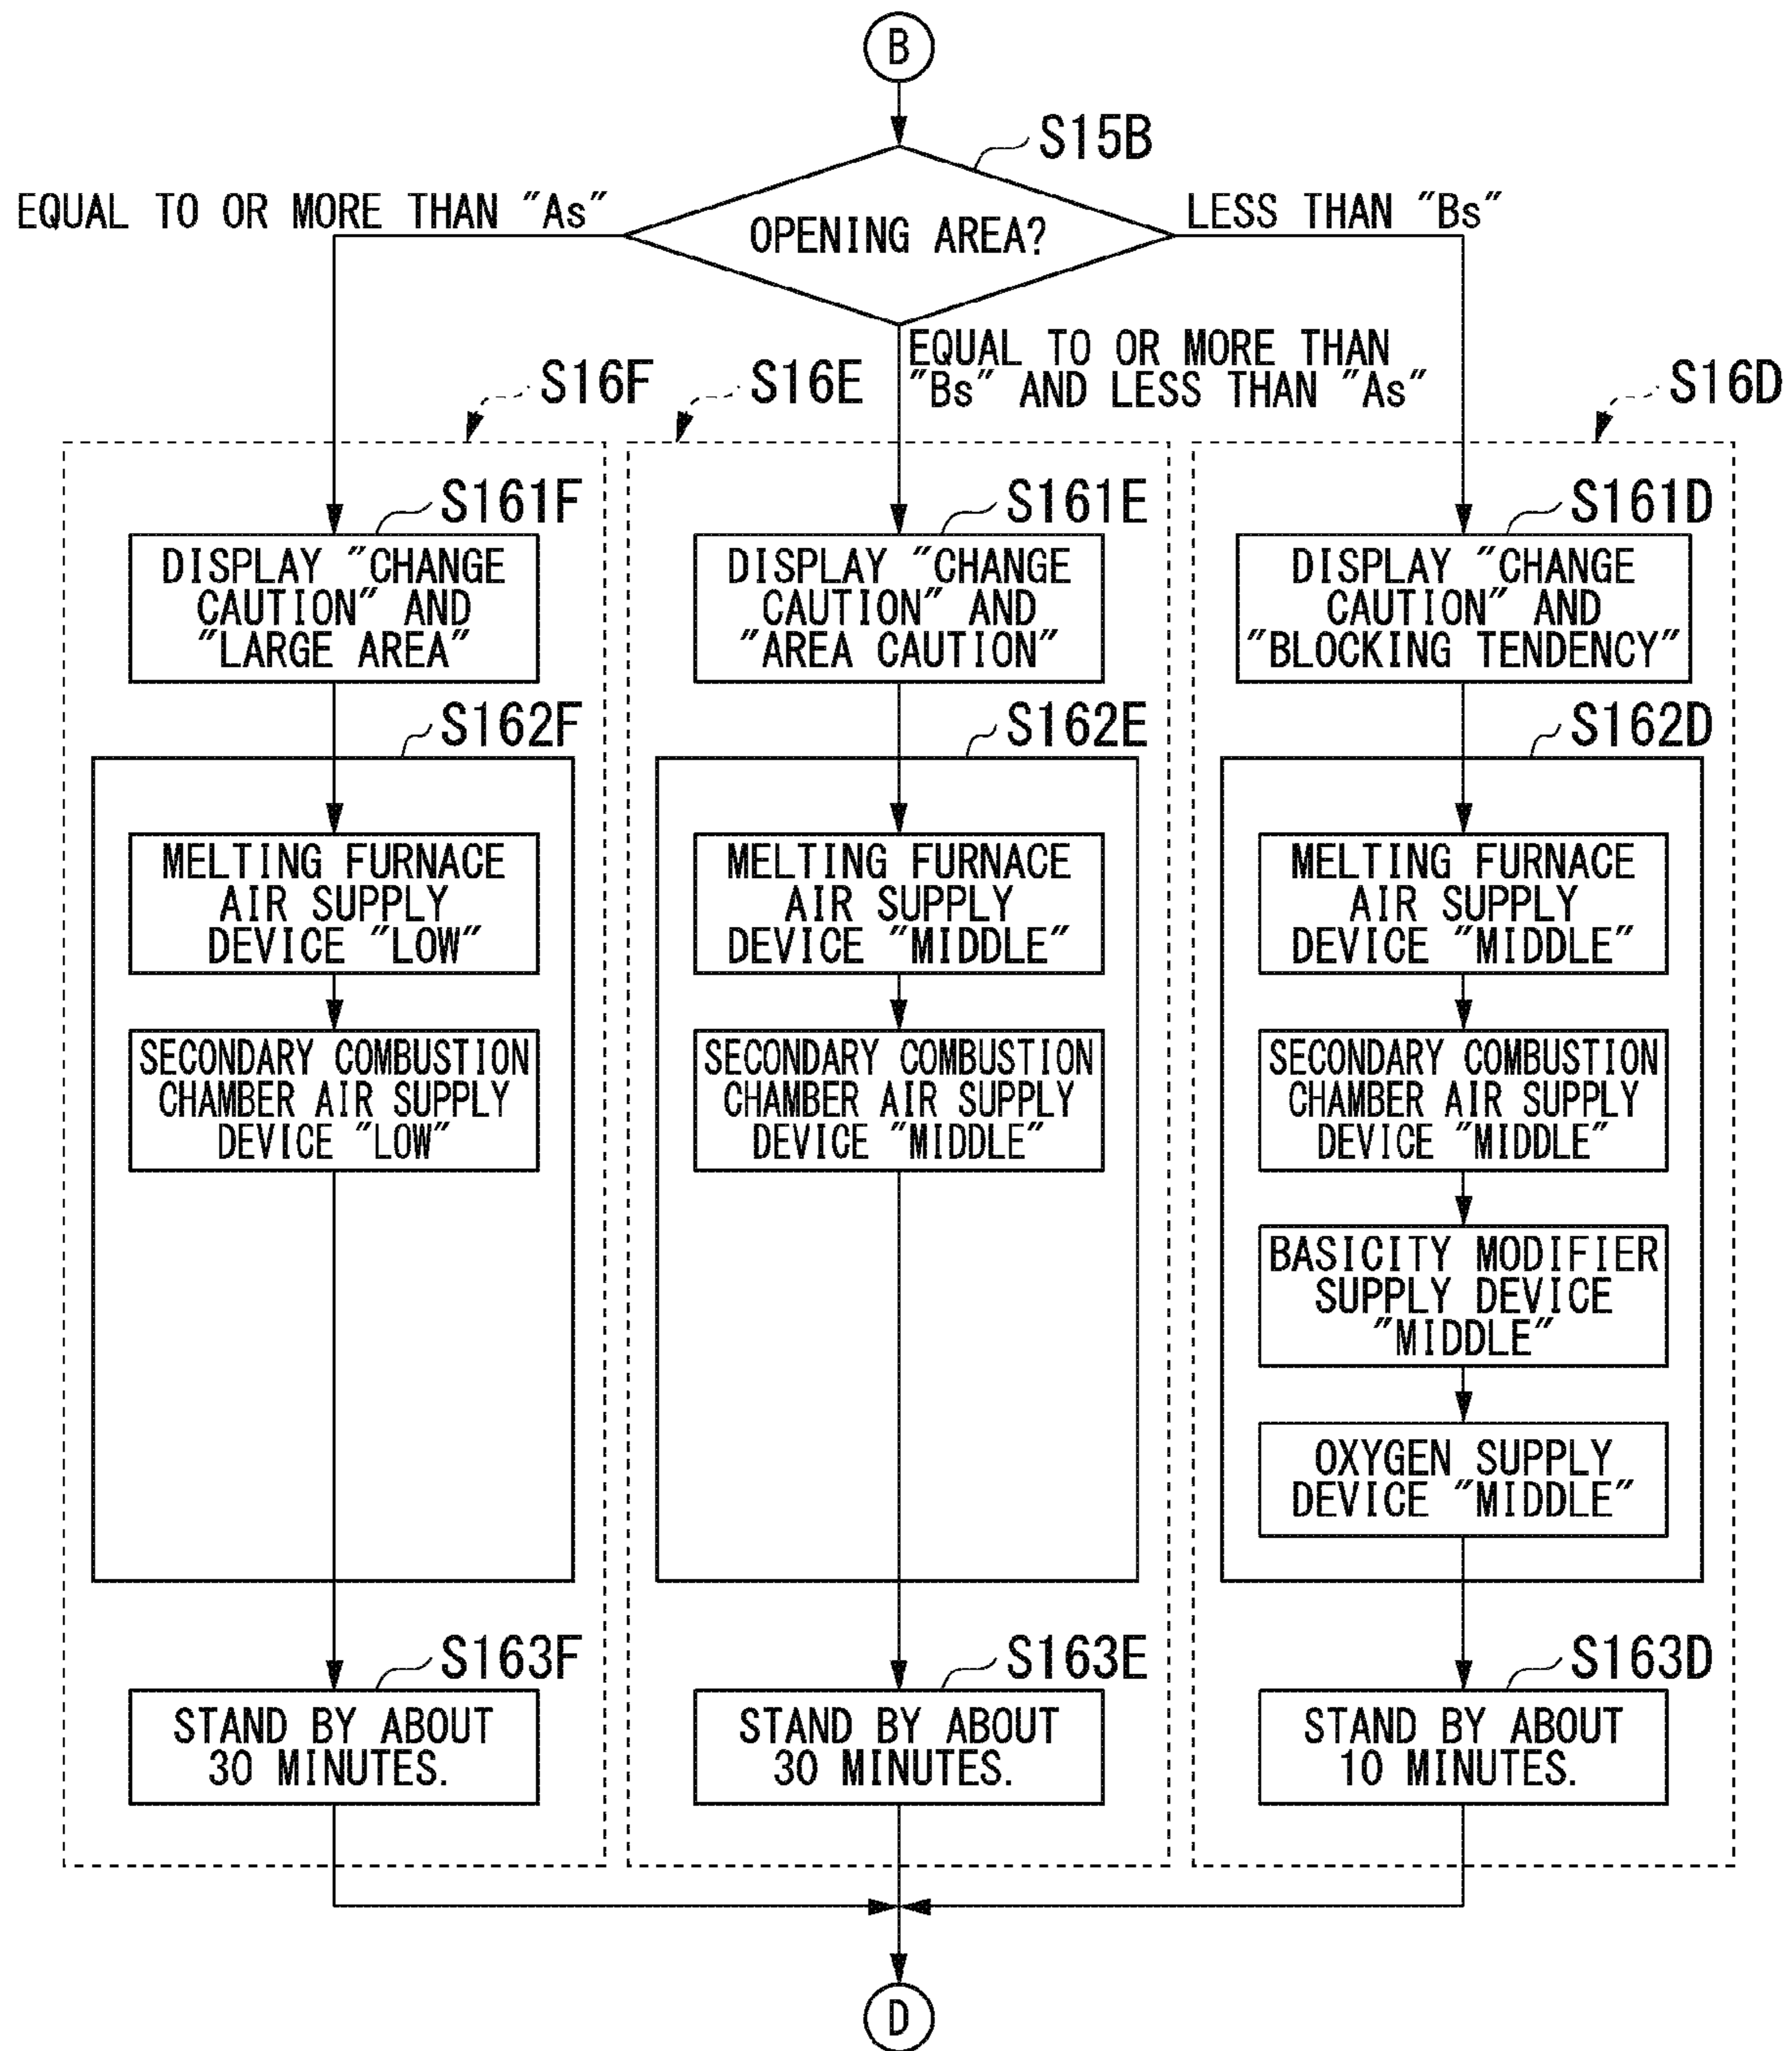 B
S15B
EQUAL TO OR MORE THAN "As"
OPENING AREA?
LESS THAN "Bs"
EQUAL TO OR MORE THAN
"Bs" AND LESS THAN "As"
S16F
S16E
S16D
S161F
DISPLAY "CHANGE
CAUTION" AND
"LARGE AREA"
S162F
MELTING FURNACE
AIR SUPPLY
DEVICE "LOW"
SECONDARY COMBUSTION
CHAMBER AIR SUPPLY
DEVICE "LOW"
S163F
STAND BY ABOUT
30 MINUTES.
S161E
DISPLAY "CHANGE
CAUTION" AND
"AREA CAUTION"
S162E
MELTING FURNACE
AIR SUPPLY
DEVICE "MIDDLE"
SECONDARY COMBUSTION
CHAMBER AIR SUPPLY
DEVICE "MIDDLE"
S163E
STAND BY ABOUT
30 MINUTES.
S161D
DISPLAY "CHANGE
CAUTION" AND
"BLOCKING TENDENCY"
S162D
MELTING FURNACE
AIR SUPPLY
DEVICE "MIDDLE"
SECONDARY COMBUSTION
CHAMBER AIR SUPPLY
DEVICE "MIDDLE"
BASICITY MODIFIER
SUPPLY DEVICE
"MIDDLE"
OXYGEN SUPPLY
DEVICE "MIDDLE"
S163D
STAND BY ABOUT
10 MINUTES.
D